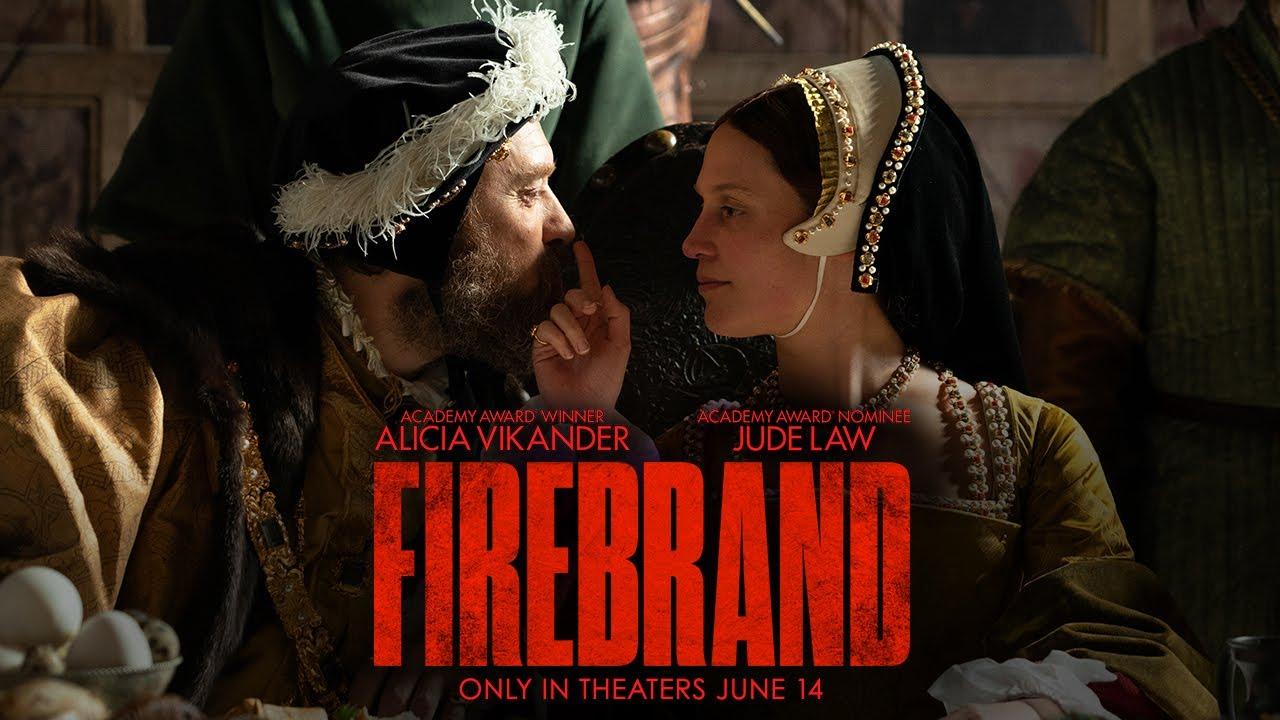 ACADEMY AWARD WINNER
ALICIA VIKANDER
ACADEMY AWARD NOMINEE
JUDE LAW
FIREBRAND
ONLY IN THEATERS JUNE 14